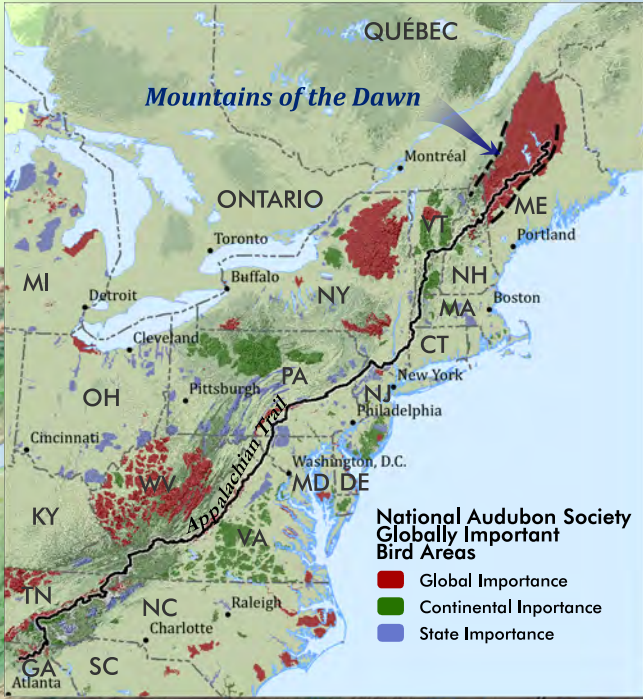 QUÉBEC
Mountains of the Dawn
Montréal
ONTARIO
ME
VT
Toronto
Portland
Buffalo
NH
MI
NY
Detroit
MA
Boston
Cleveland
CT
PA
OH
Pittsburgh
New York
NJ
Philadelphia
Appalachian Trail
Cincinnati
WV
Washington, D.C.
MD
DE
KY
VA
National Audubon Society
Globally Important
Bird Areas
Global Importance
Continental Inportance
State Importance
TN
NC
Raleigh
Charlotte
GA
SC
Atlanta